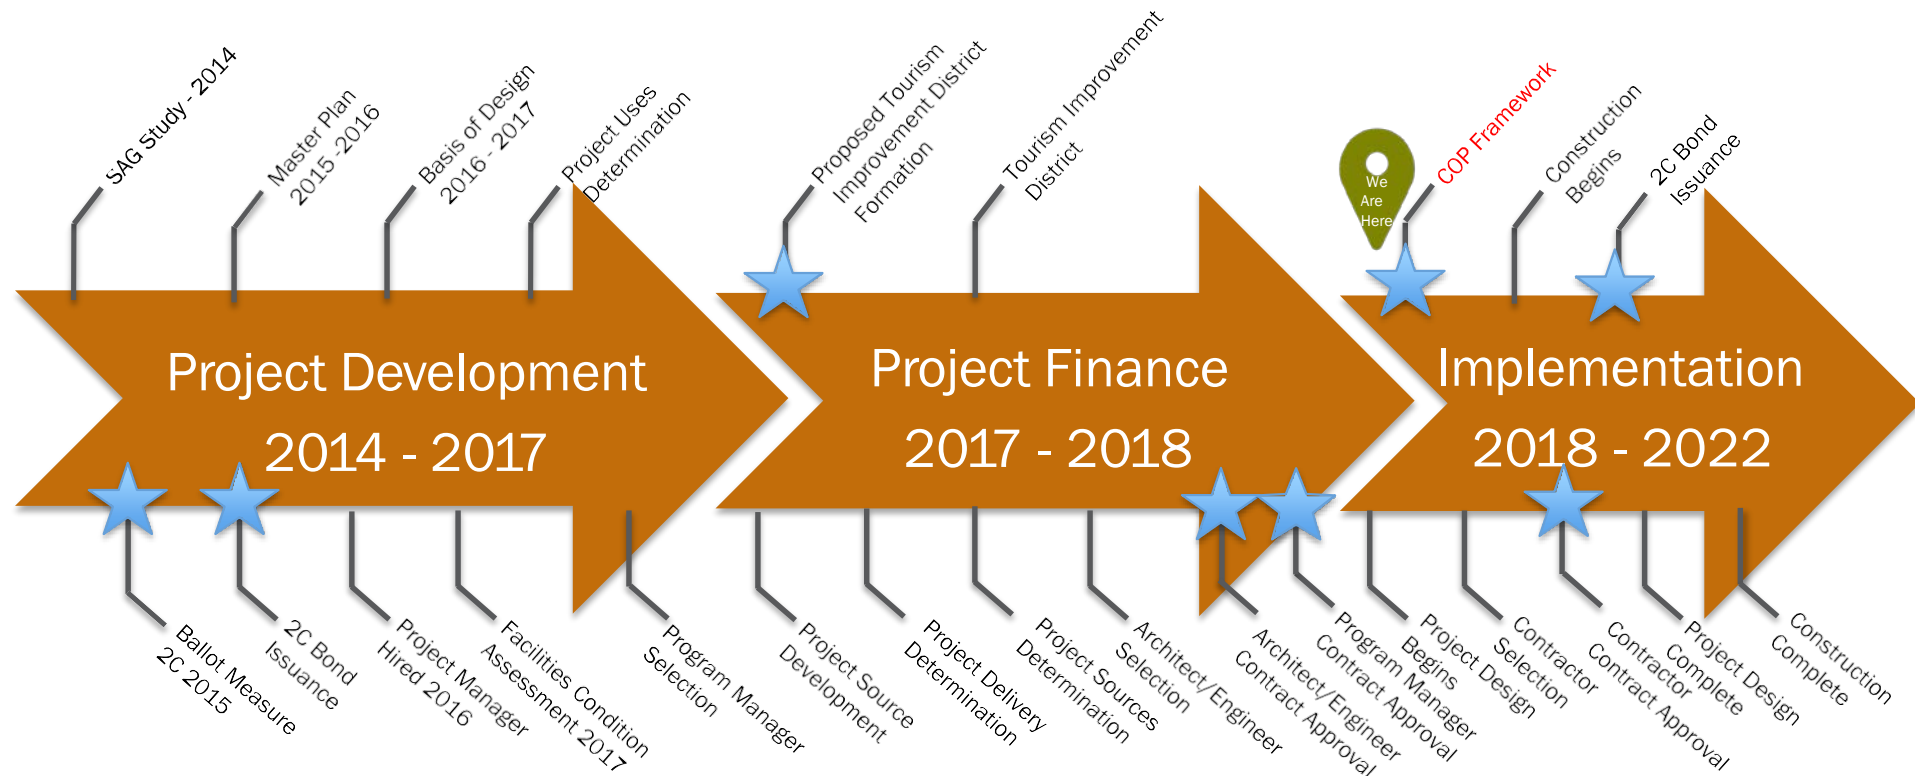 SAG Study - 2014
Master Plan
2015 -2016
Basis of Design
2016 - 2017
Project Uses
Determination
Proposed Tourism
Improvement District
Formation
Tourism Improvement
District
We
Are
Here
COP Framework
Construction
Begins
2C Bond
Issuance
Project Development
2014 - 2017
Project Finance
2017 - 2018
Implementation
2018 - 2022
Ballot Measure
2C 2015
2C Bond
Issuance
Project Manager
Hired 2016
Facilities Condition
Assessment 2017
Program Manager
Selection
Project Source
Development
Project Delivery
Determination
Project Sources
Determination
Architect/Engineer
Selection
Architect/Engineer
Contract Approval
Program Manager
Contract Approval
Project Design
Begins
Contractor
Selection
Contractor
Contract Approval
Project Design
Complete
Construction
Complete